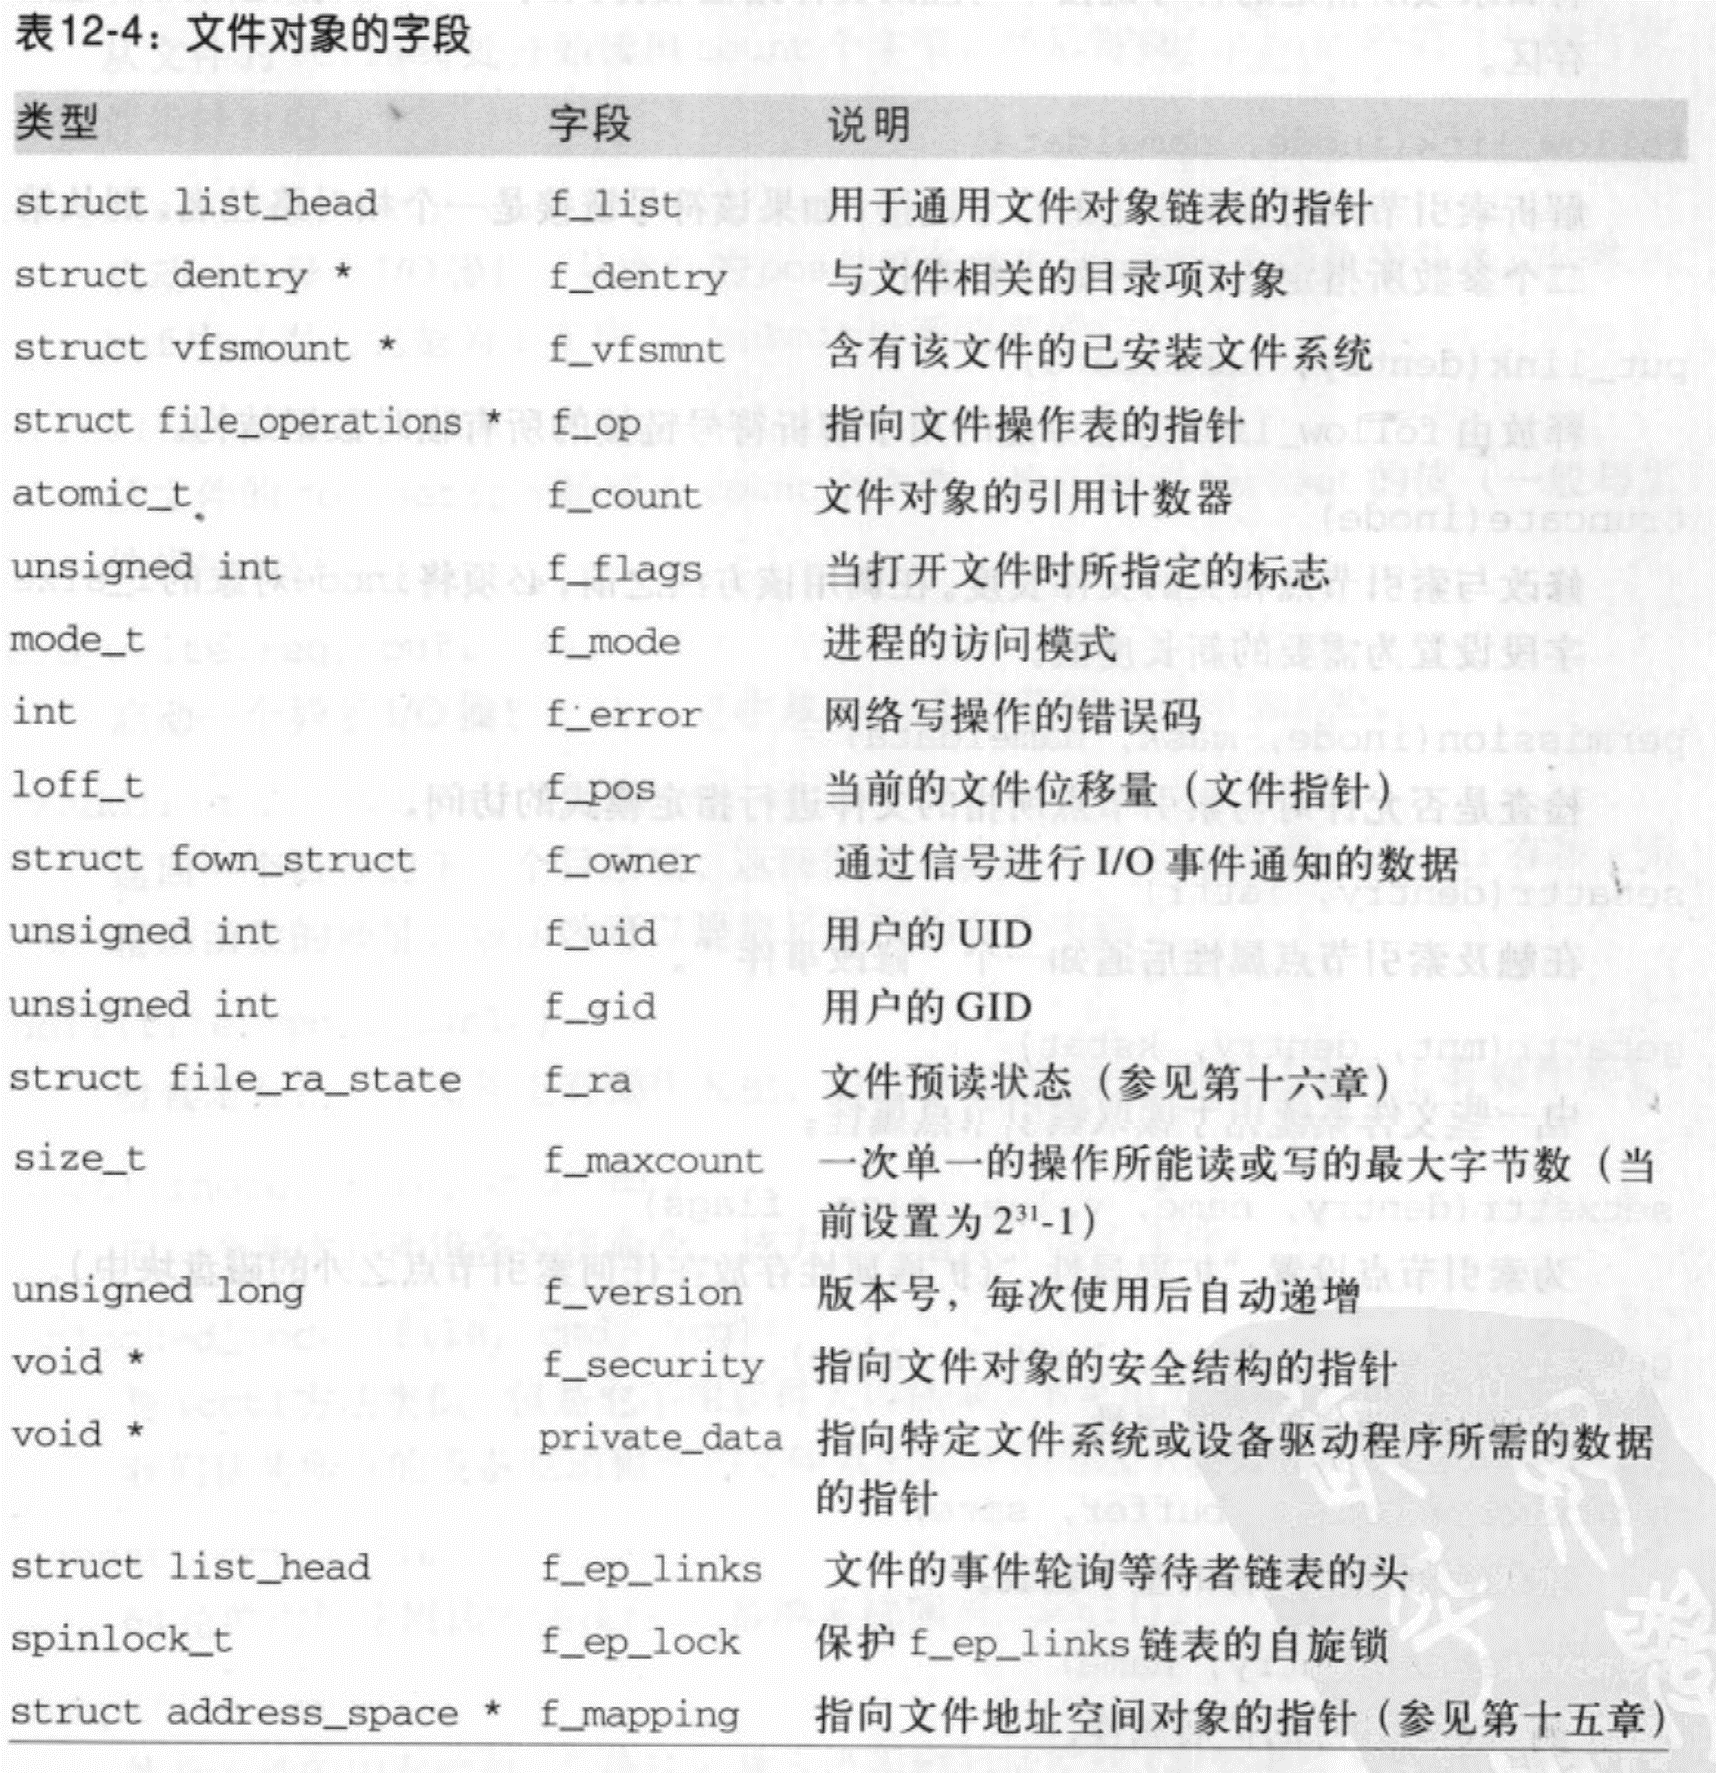 表12-4：文件对象的字段
类型 字段 说明
struct list_head f_list 用于通用文件对象链表的指针
struct dentry * f_dentry 与文件相关的目录项对象
struct vfsmount * f_vfsmnt 含有该文件的已安装文件系统
struct file_operations * f_op 指向文件操作表的指针
atomic_t f_count 文件对象的引用计数器
unsigned int f_flags 当打开文件时所指定的标志
mode_t f_mode 进程的访问模式
int f_error 网络写操作的错误码
loff_t f_pos 当前的文件位移量（文件指针）
struct fown_struct f_owner 通过信号进行 I/O 事件通知的数据
unsigned int f_uid 用户的 UID
unsigned int f_gid 用户的 GID
struct file_ra_state f_ra 文件预读状态（参见第十六章）
size_t f_maxcount 一次单一的操作所能读或写的最大字节数（当
前设置为 2³¹-1）
unsigned long f_version 版本号，每次使用后自动递增
void * f_security 指向文件对象的安全结构的指针
void * private_data 指向特定文件系统或设备驱动程序所需的数据
的指针
struct list_head f_ep_links 文件的事件轮询等待者链表的头
spinlock_t f_ep_lock 保护 f_ep_links 链表的自旋锁
struct address_space * f_mapping 指向文件地址空间对象的指针（参见第十五章）